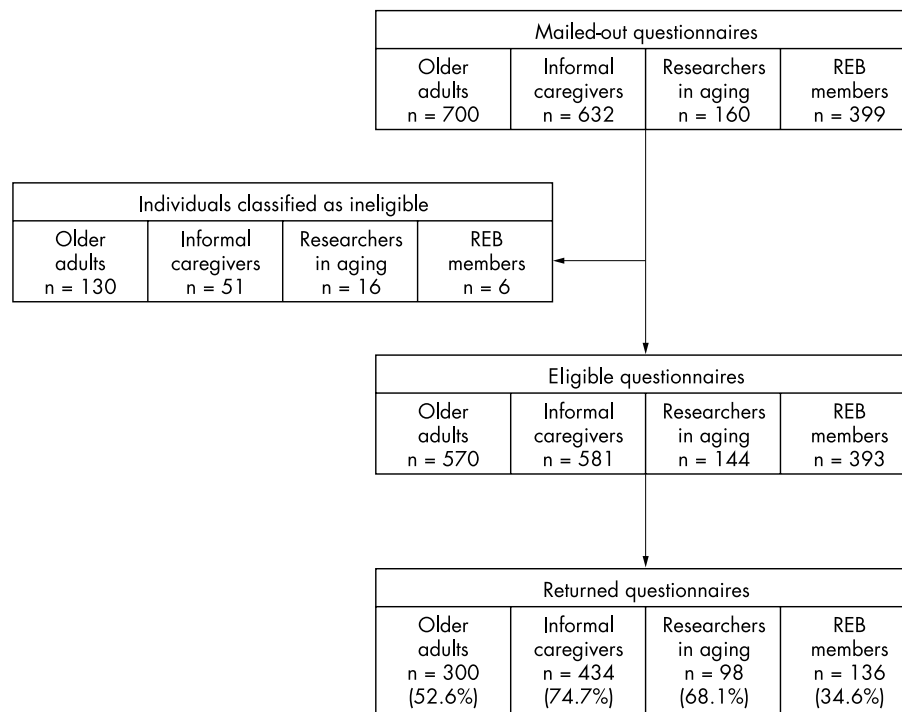 Mailed-out questionnaires
Older
adults
n = 700
Informal
caregivers
n = 632
Researchers
in aging
n = 160
REB
members
n = 399
Individuals classified as ineligible
Older
adults
n = 130
Informal
caregivers
n = 51
Researchers
in aging
n = 16
REB
members
n = 6
Eligible questionnaires
Older
adults
n = 570
Informal
caregivers
n = 581
Researchers
in aging
n = 144
REB
members
n = 393
Returned questionnaires
Older
adults
n = 300
(52.6%)
Informal
caregivers
n = 434
(74.7%)
Researchers
in aging
n = 98
(68.1%)
REB
members
n = 136
(34.6%)